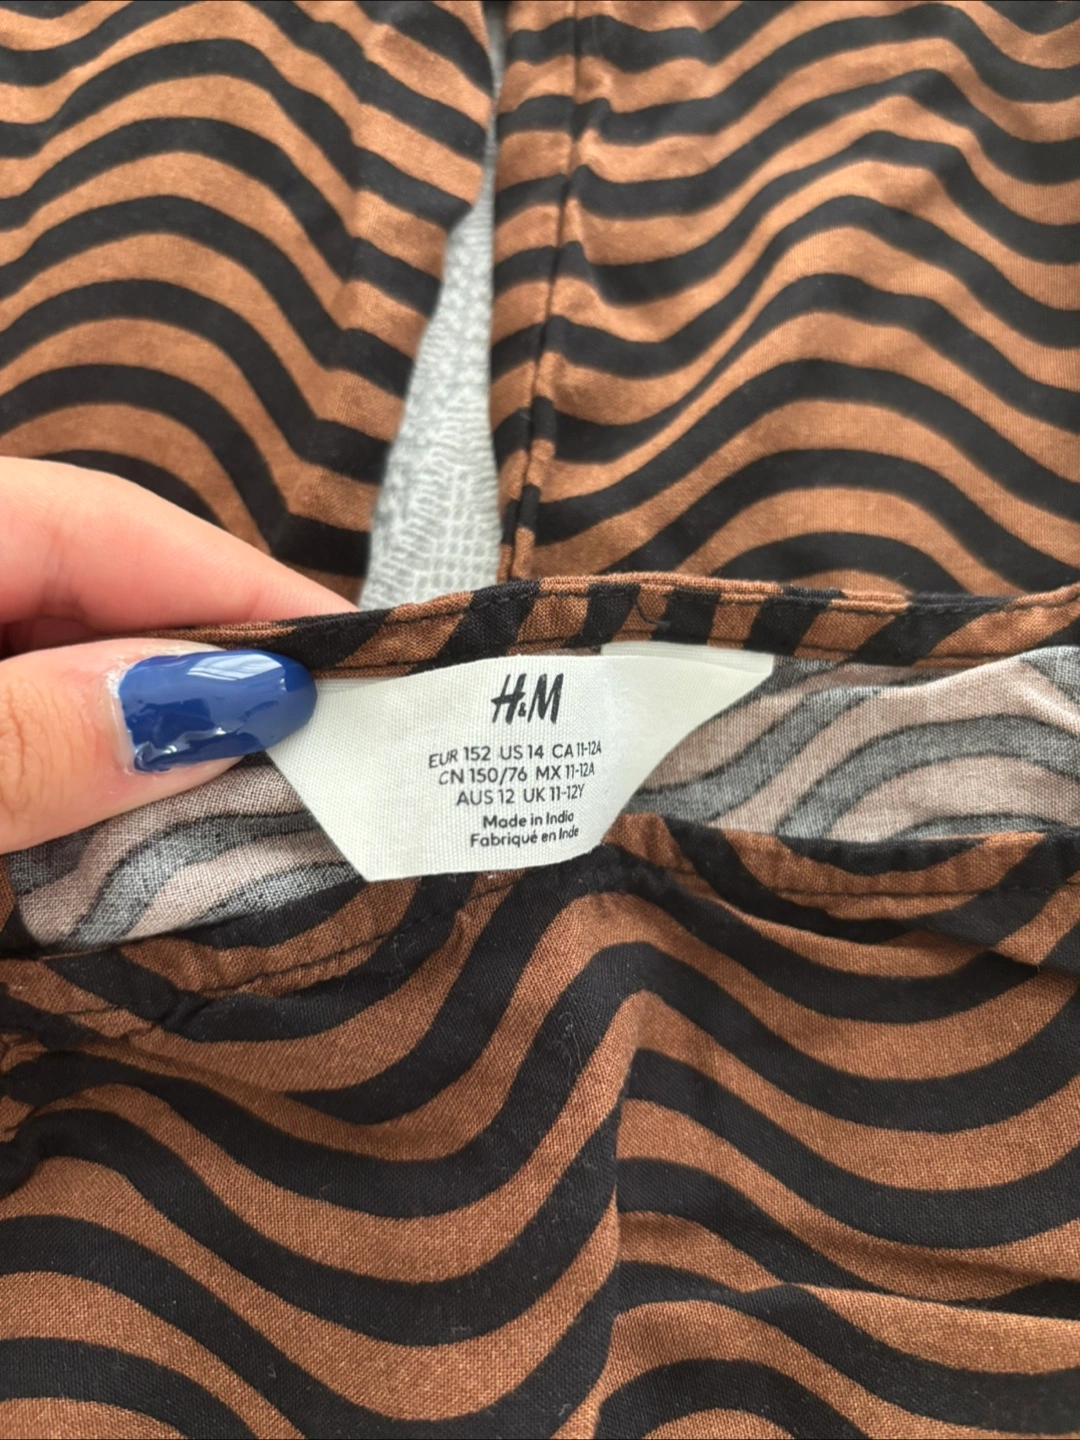 H&M
EUR 152 US 14 CA 11-12A
CN 150/76 MX 11-12A
AUS 12 UK 11-12Y
Made in India
Fabriqué en Inde